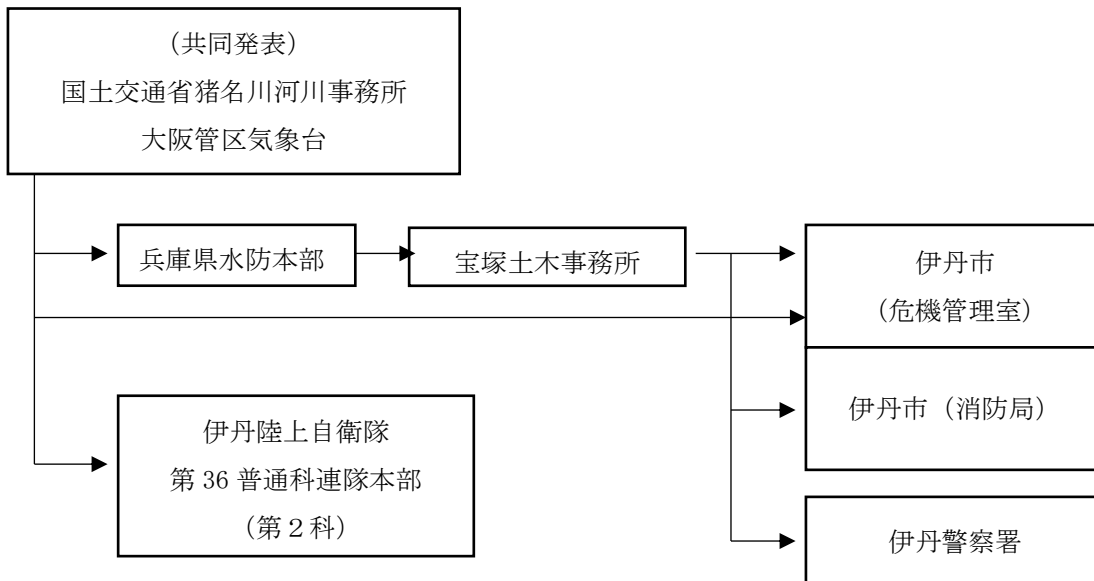 （共同発表）
国土交通省猪名川河川事務所
大阪管区気象台
兵庫県水防本部
宝塚土木事務所
伊丹市
（危機管理室）
伊丹市（消防局）
伊丹陸上自衛隊
第 36 普通科連隊本部
（第２科）
伊丹警察署